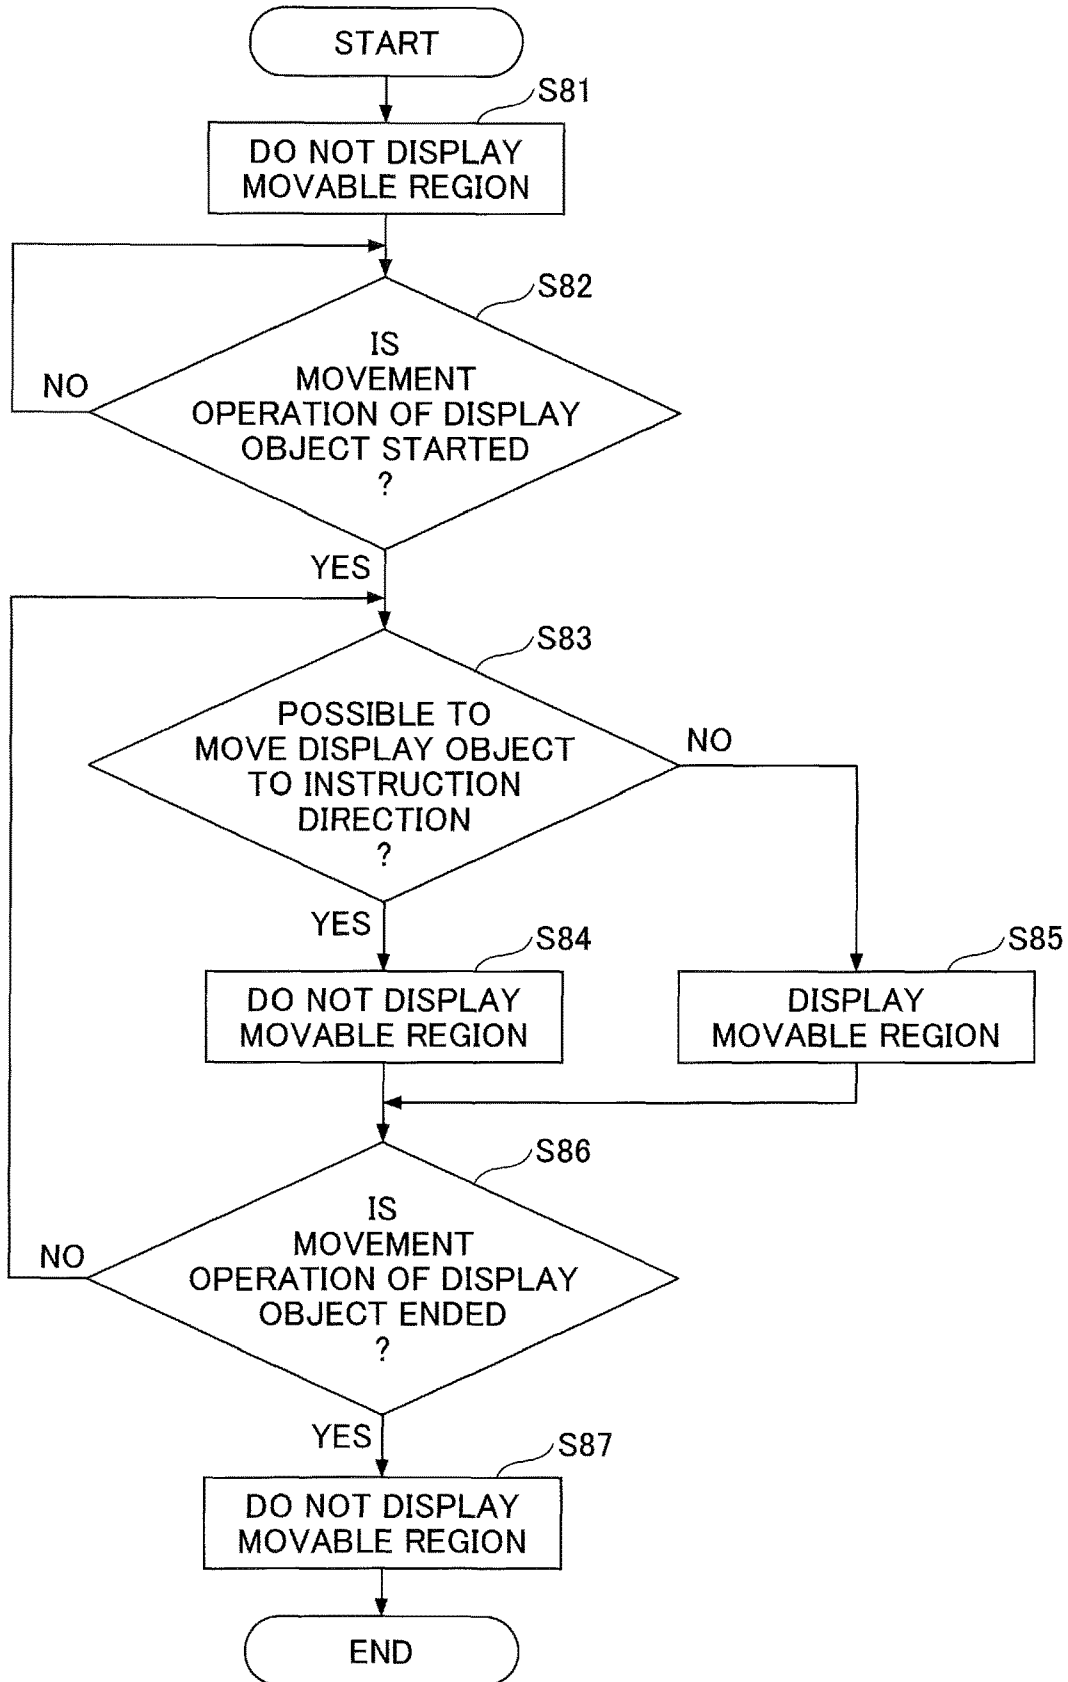 START
S81
DO NOT DISPLAY
MOVABLE REGION
S82
IS
MOVEMENT
OPERATION OF DISPLAY
OBJECT STARTED
?
NO
YES
S83
POSSIBLE TO
MOVE DISPLAY OBJECT
TO INSTRUCTION
DIRECTION
?
NO
YES
S84
DO NOT DISPLAY
MOVABLE REGION
S85
DISPLAY
MOVABLE REGION
S86
IS
MOVEMENT
OPERATION OF DISPLAY
OBJECT ENDED
?
NO
YES
S87
DO NOT DISPLAY
MOVABLE REGION
END